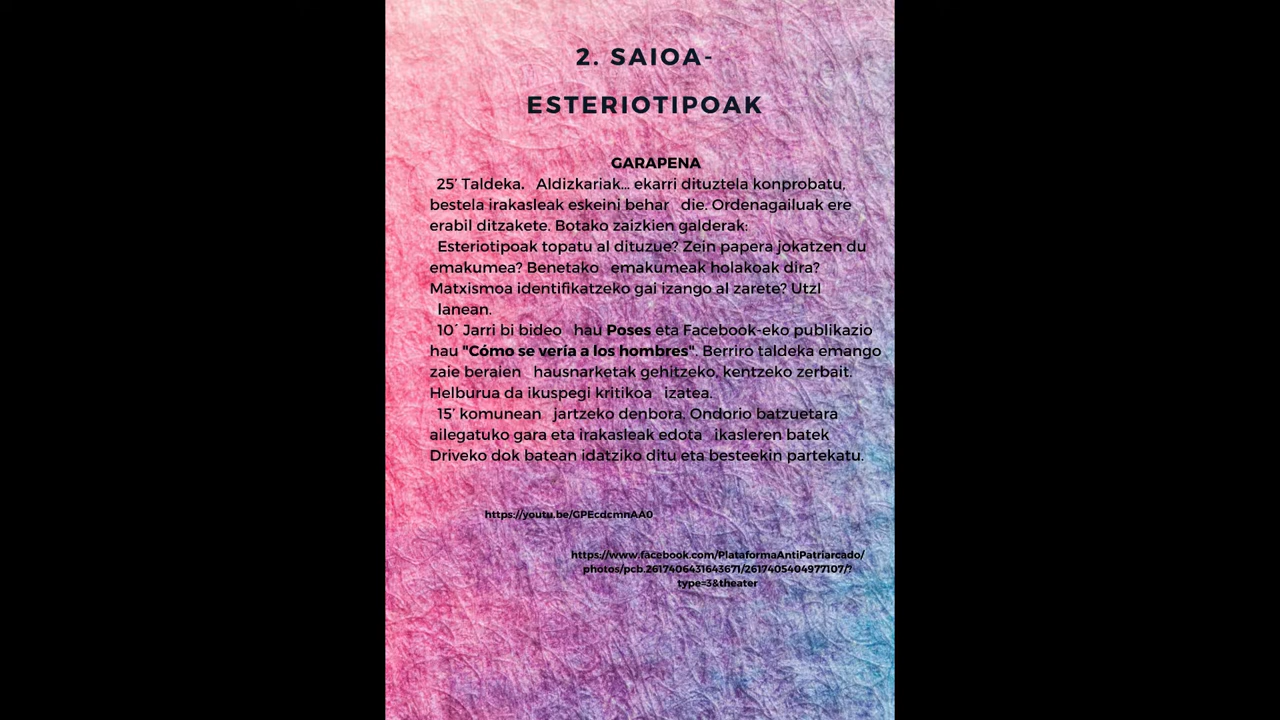 2. SAIOA-
ESTERIOTIPOAK
GARAPENA
25' Taldeka. Aldizkariak... ekarri dituztela konprobatu,
bestela irakasleak eskeini behar die. Ordenagailuak ere
erabil ditzakete. Botako zaizkien galderak:
Esteriotipoak topatu al dituzue? Zein papera jokatzen du
emakumea? Benetako emakumeak holakoak dira?
Matxismoa identifikatzeko gai izango al zarete? Utzl
lanean.
10´ Jarri bi bideo hau Poses eta Facebook-eko publikazio
hau "Cómo se vería a los hombres". Berriro taldeka emango
zaie beraien hausnarketak gehitzeko, kentzeko zerbait.
Helburua da ikuspegi kritikoa izatea.
15' komunean jartzeko denbora. Ondorio batzuetara
ailegatuko gara eta irakasleak edota ikasleren batek
Driveko dok batean idatziko ditu eta besteekin partekatu.
https://youtu.be/GPEcdcmnAA0
https://www.facebook.com/PlataformaAntiPatriarcado/
photos/pcb.2617406431643671/2617405404977107/?
type=3&theater